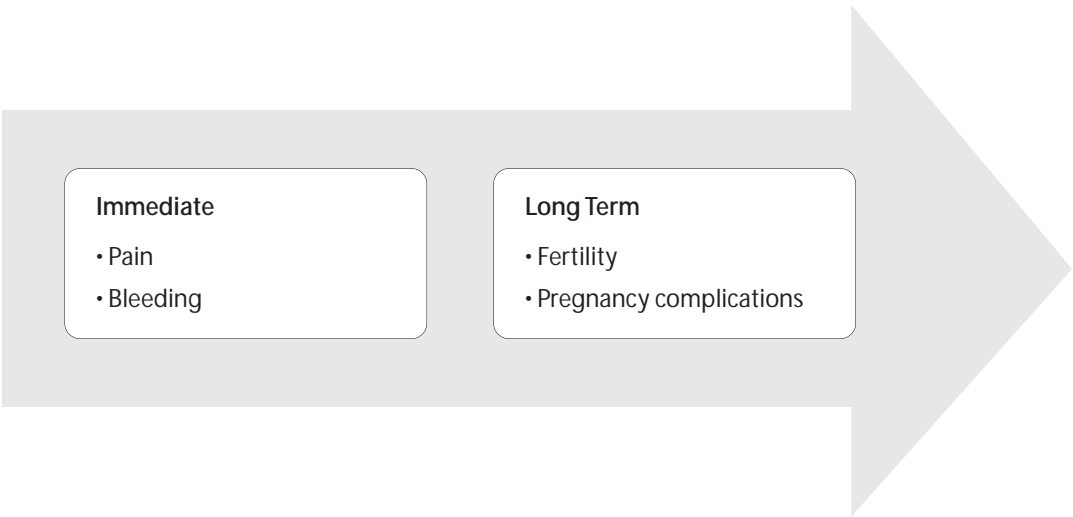 Immediate
• Pain
• Bleeding
Long Term
• Fertility
• Pregnancy complications